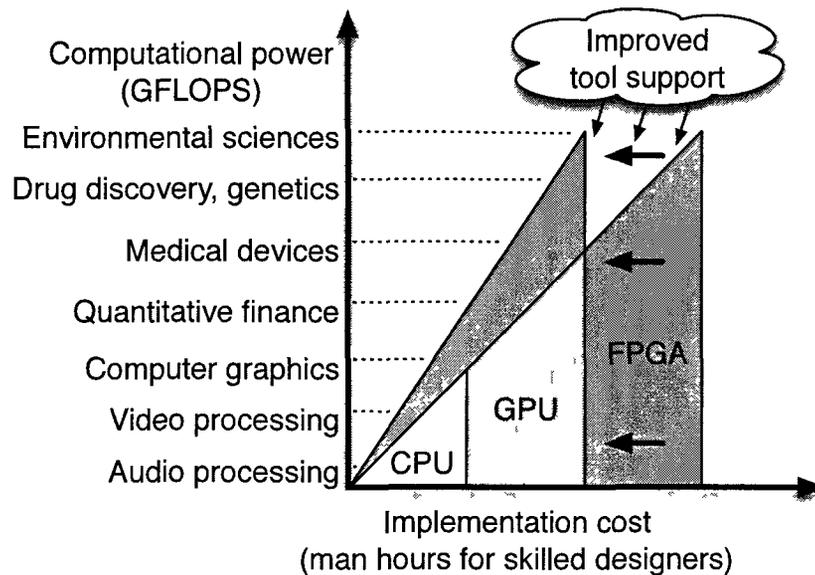 Computational power
(GFLOPS)
Improved
tool support
Environmental sciences
Drug discovery, genetics
Medical devices
Quantitative finance
Computer graphics
Video processing
Audio processing
CPU
GPU
FPGA
Implementation cost
(man hours for skilled designers)